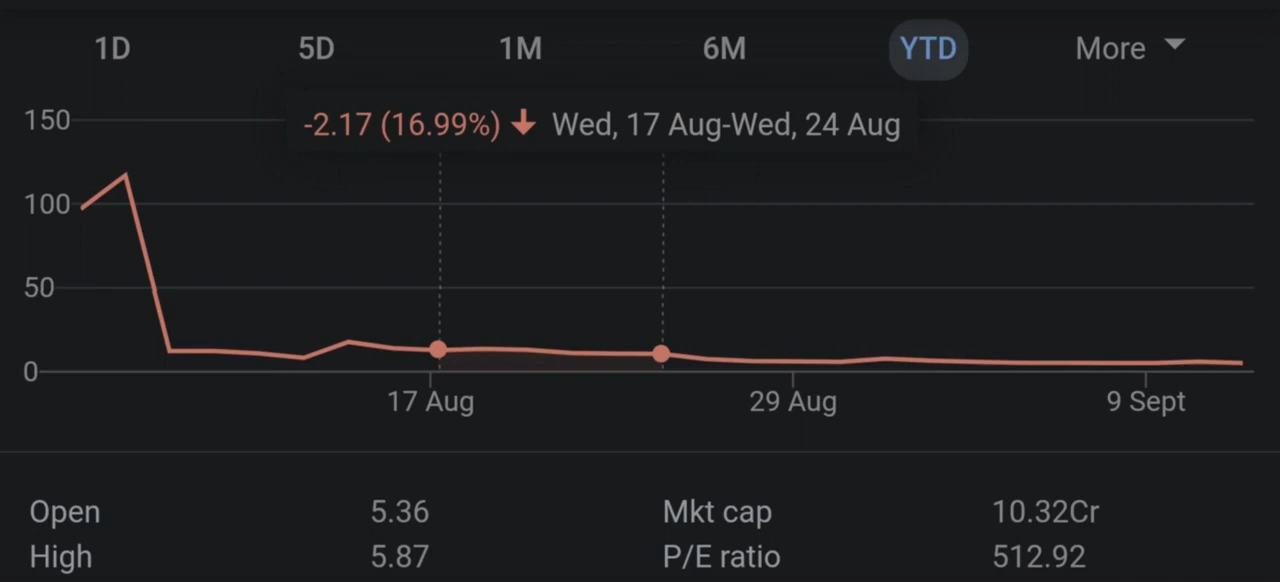 1D 5D 1M 6M YTD More
-2.17 (16.99%) Wed, 17 Aug-Wed, 24 Aug
150
100
50
0
17 Aug 29 Aug 9 Sept
Open 5.36 Mkt cap 10.32Cr
High 5.87 P/E ratio 512.92